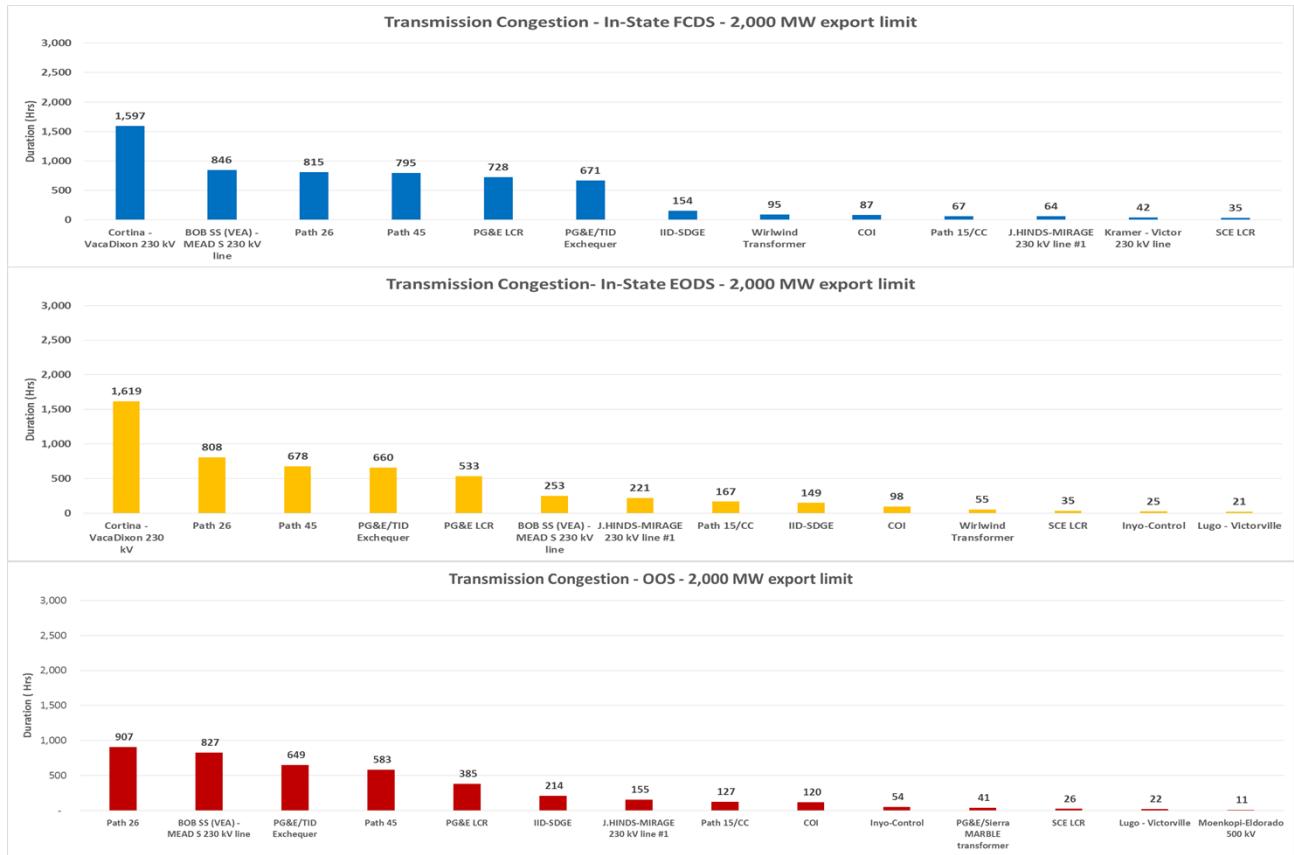 Transmission Congestion - In-State FCDS - 2,000 MW export limit
Duration (Hrs)
3,000
2,500
2,000
1,500
1,000
500
0
1,597
846
815
795
728
671
154
95
87
67
64
42
35
Cortina -
VacaDixon 230 kV
BOB SS (VEA) -
MEAD S 230 kV
line
Path 26
Path 45
PG&E LCR
PG&E/TID
Exchequer
IID-SDGE
Wirlwind
Transformer
COI
Path 15/CC
J.HINDS-MIRAGE
230 kV line #1
Kramer - Victor
230 kV line
SCE LCR
Transmission Congestion- In-State EODS - 2,000 MW export limit
Duration (Hrs)
3,000
2,500
2,000
1,500
1,000
500
0
1,619
808
678
660
533
253
221
167
149
98
55
35
25
21
Cortina -
VacaDixon 230
kV
Path 26
Path 45
PG&E/TID
Exchequer
PG&E LCR
BOB SS (VEA) -
MEAD S 230 kV
line
J.HINDS-MIRAGE
230 kV line #1
Path 15/CC
IID-SDGE
COI
Wirlwind
Transformer
SCE LCR
Inyo-Control
Lugo - Victorville
Transmission Congestion - OOS - 2,000 MW export limit
Duration ( Hrs)
3,000
2,500
2,000
1,500
1,000
500
-
907
827
649
583
385
214
155
127
120
54
41
26
22
11
Path 26
BOB SS (VEA) -
MEAD S 230 kV line
PG&E/TID
Exchequer
Path 45
PG&E LCR
IID-SDGE
J.HINDS-MIRAGE
230 kV line #1
Path 15/CC
COI
Inyo-Control
PG&E/Sierra
MARBLE
transformer
SCE LCR
Lugo - Victorville
Moenkopi-Eldorado
500 kV